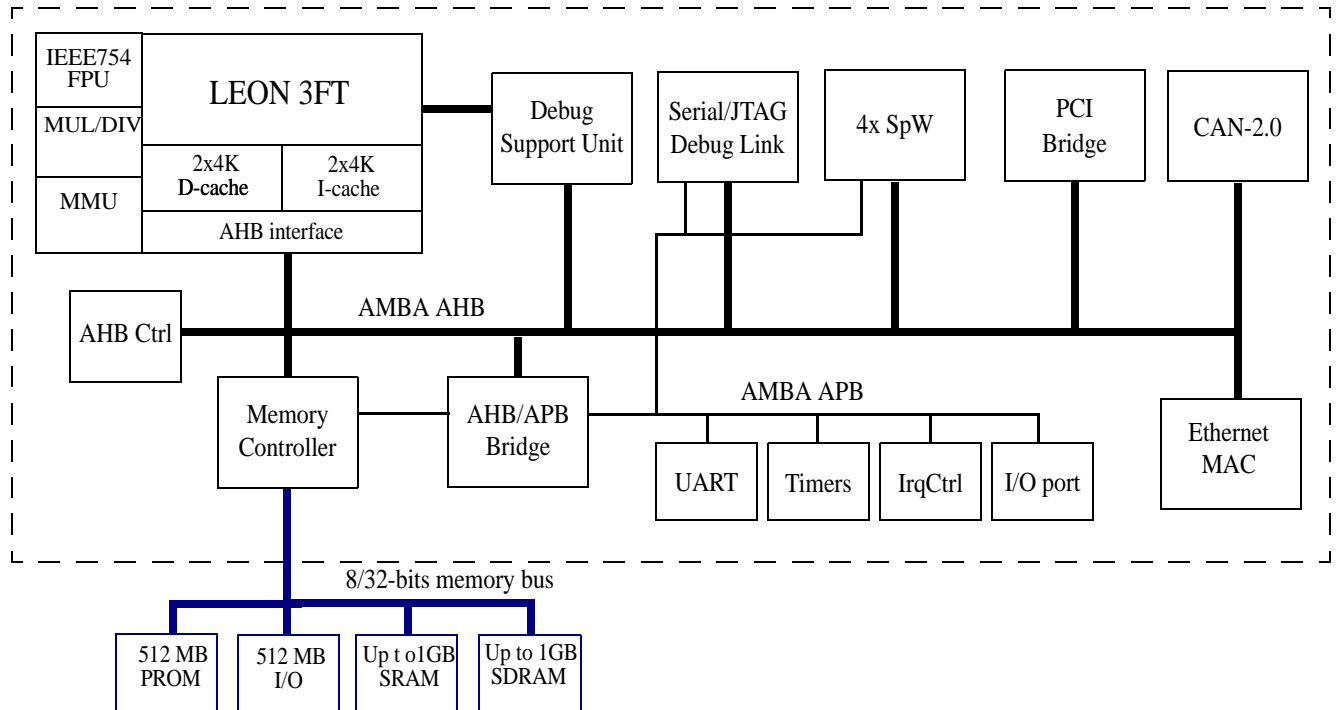 IEEE754
FPU
MUL/DIV
MMU
LEON 3FT
2x4K
D-cache
2x4K
I-cache
AHB interface
Debug
Support Unit
Serial/JTAG
Debug Link
4x SpW
PCI
Bridge
CAN-2.0
AHB Ctrl
AMBA AHB
Memory
Controller
AHB/APB
Bridge
AMBA APB
UART
Timers
IrqCtrl
I/O port
Ethernet
MAC
8/32-bits memory bus
512 MB
PROM
512 MB
I/O
Up t o1GB
SRAM
Up to 1GB
SDRAM